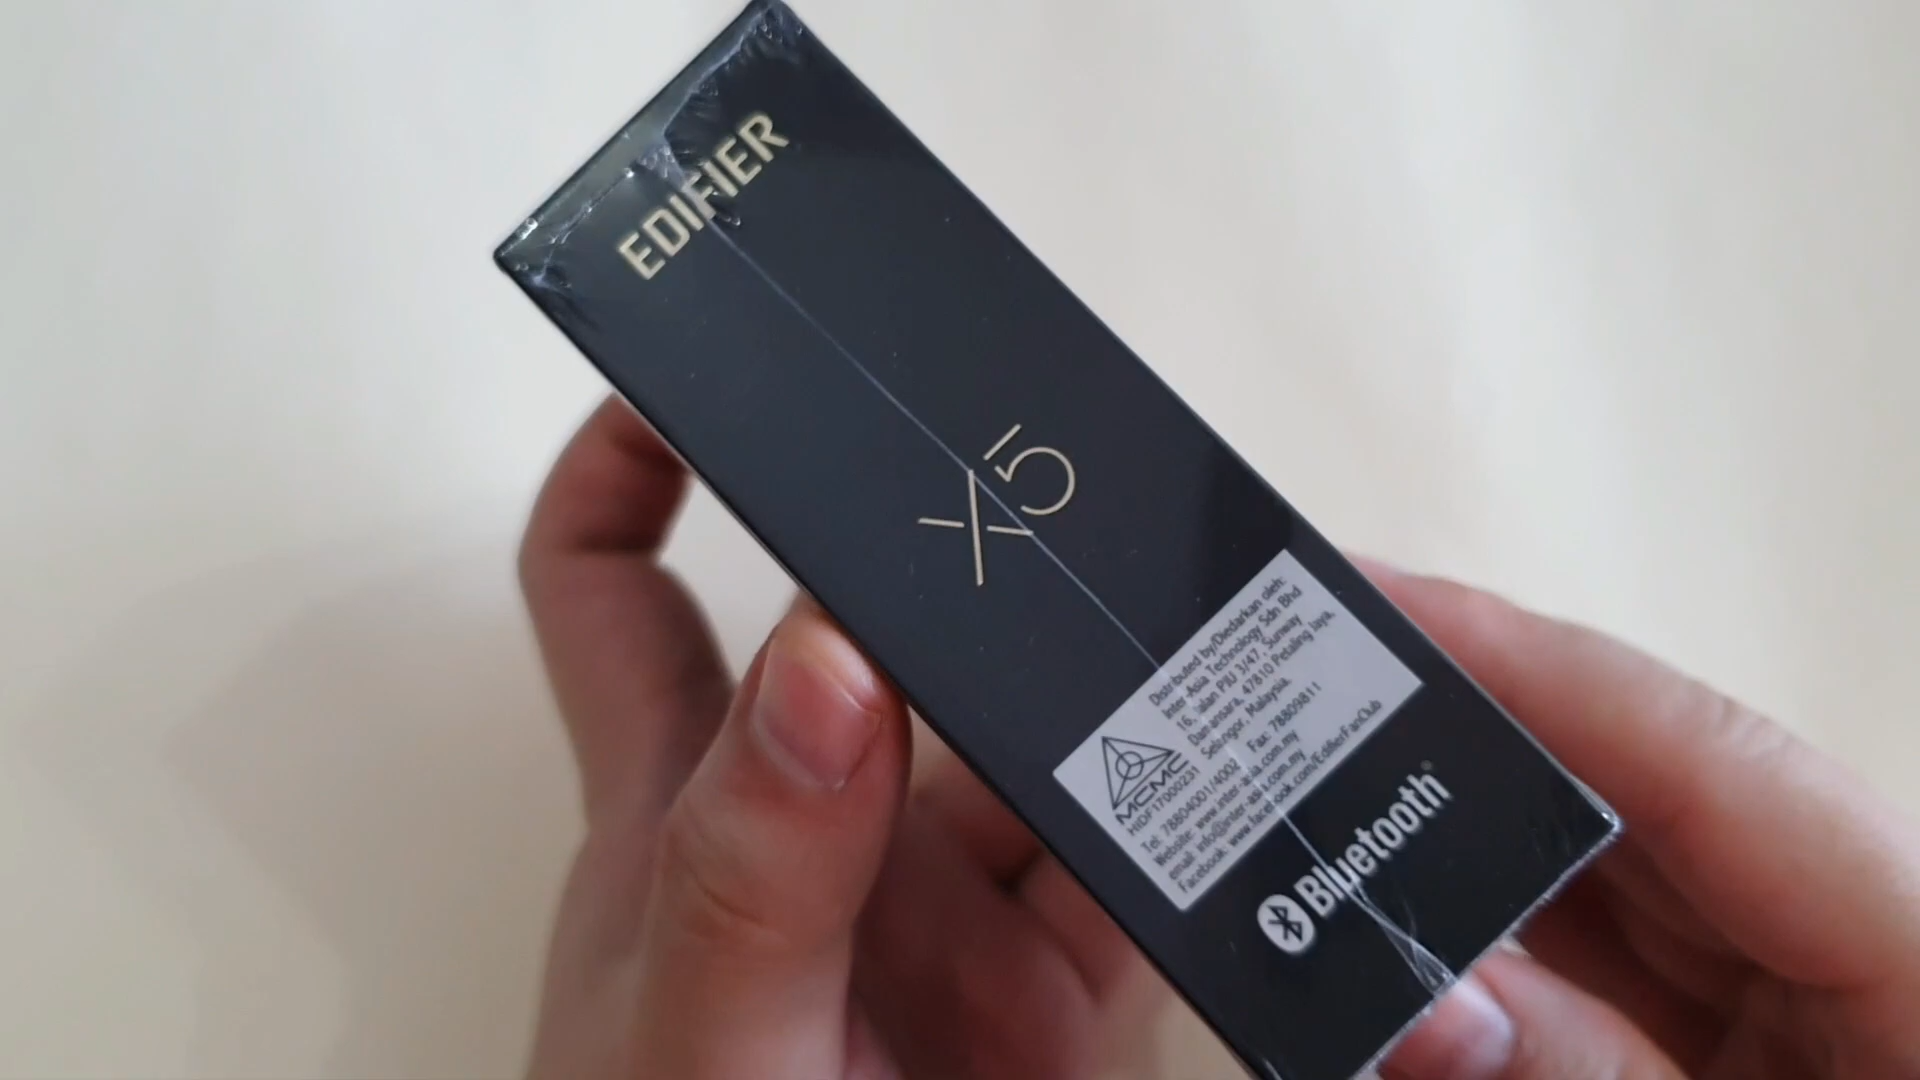 EDIFIER
X5
Distributed by/Diedarkan oleh:
Inter-Asia Technology Sdn Bhd
16, Jalan PJU 3/47, Sunway
Damansara, 47810 Petaling Jaya,
Selangor, Malaysia.
MCMC
HIDF17000231
Tel: 78804001/4002 Fax: 78809811
Website: www.inter-asia.com.my
email: info@inter-asia.com.my
Facebook: www.facebook.com/EdifierFanClub
Bluetooth®